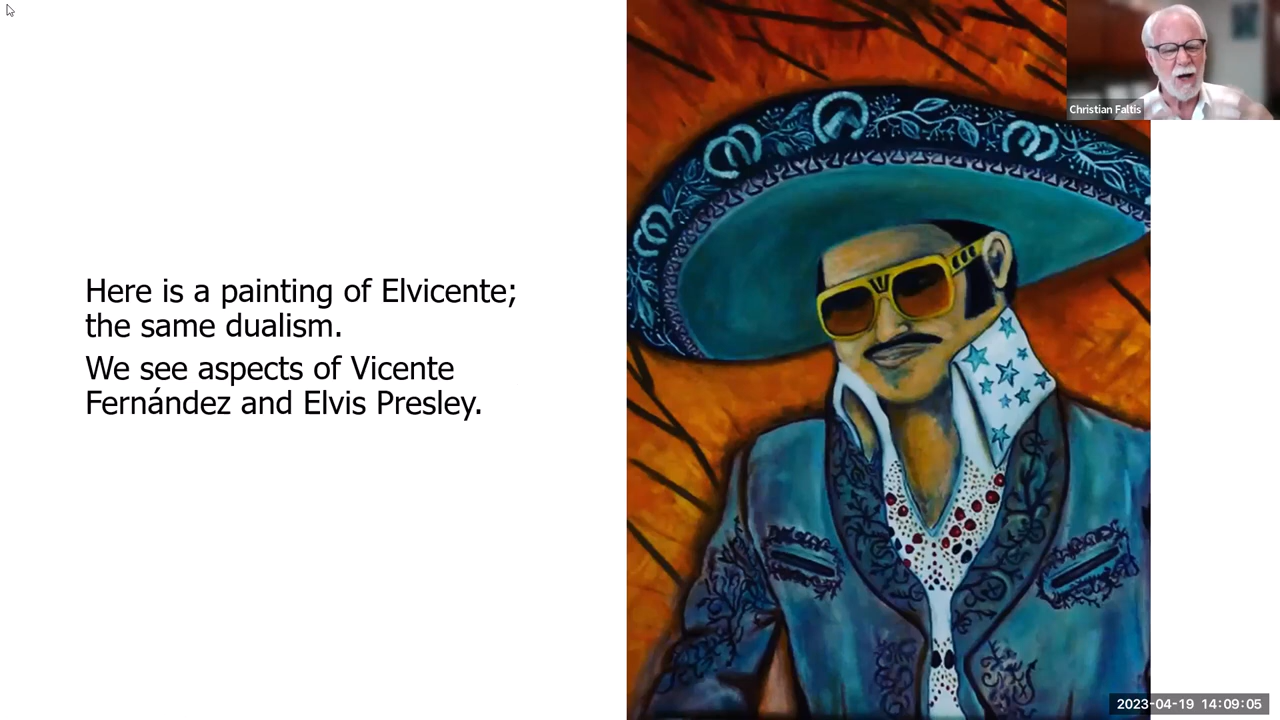 Here is a painting of Elvicente;
the same dualism.
We see aspects of Vicente
Fernández and Elvis Presley.
Christian Faltis
2023-04-19 14:09:05